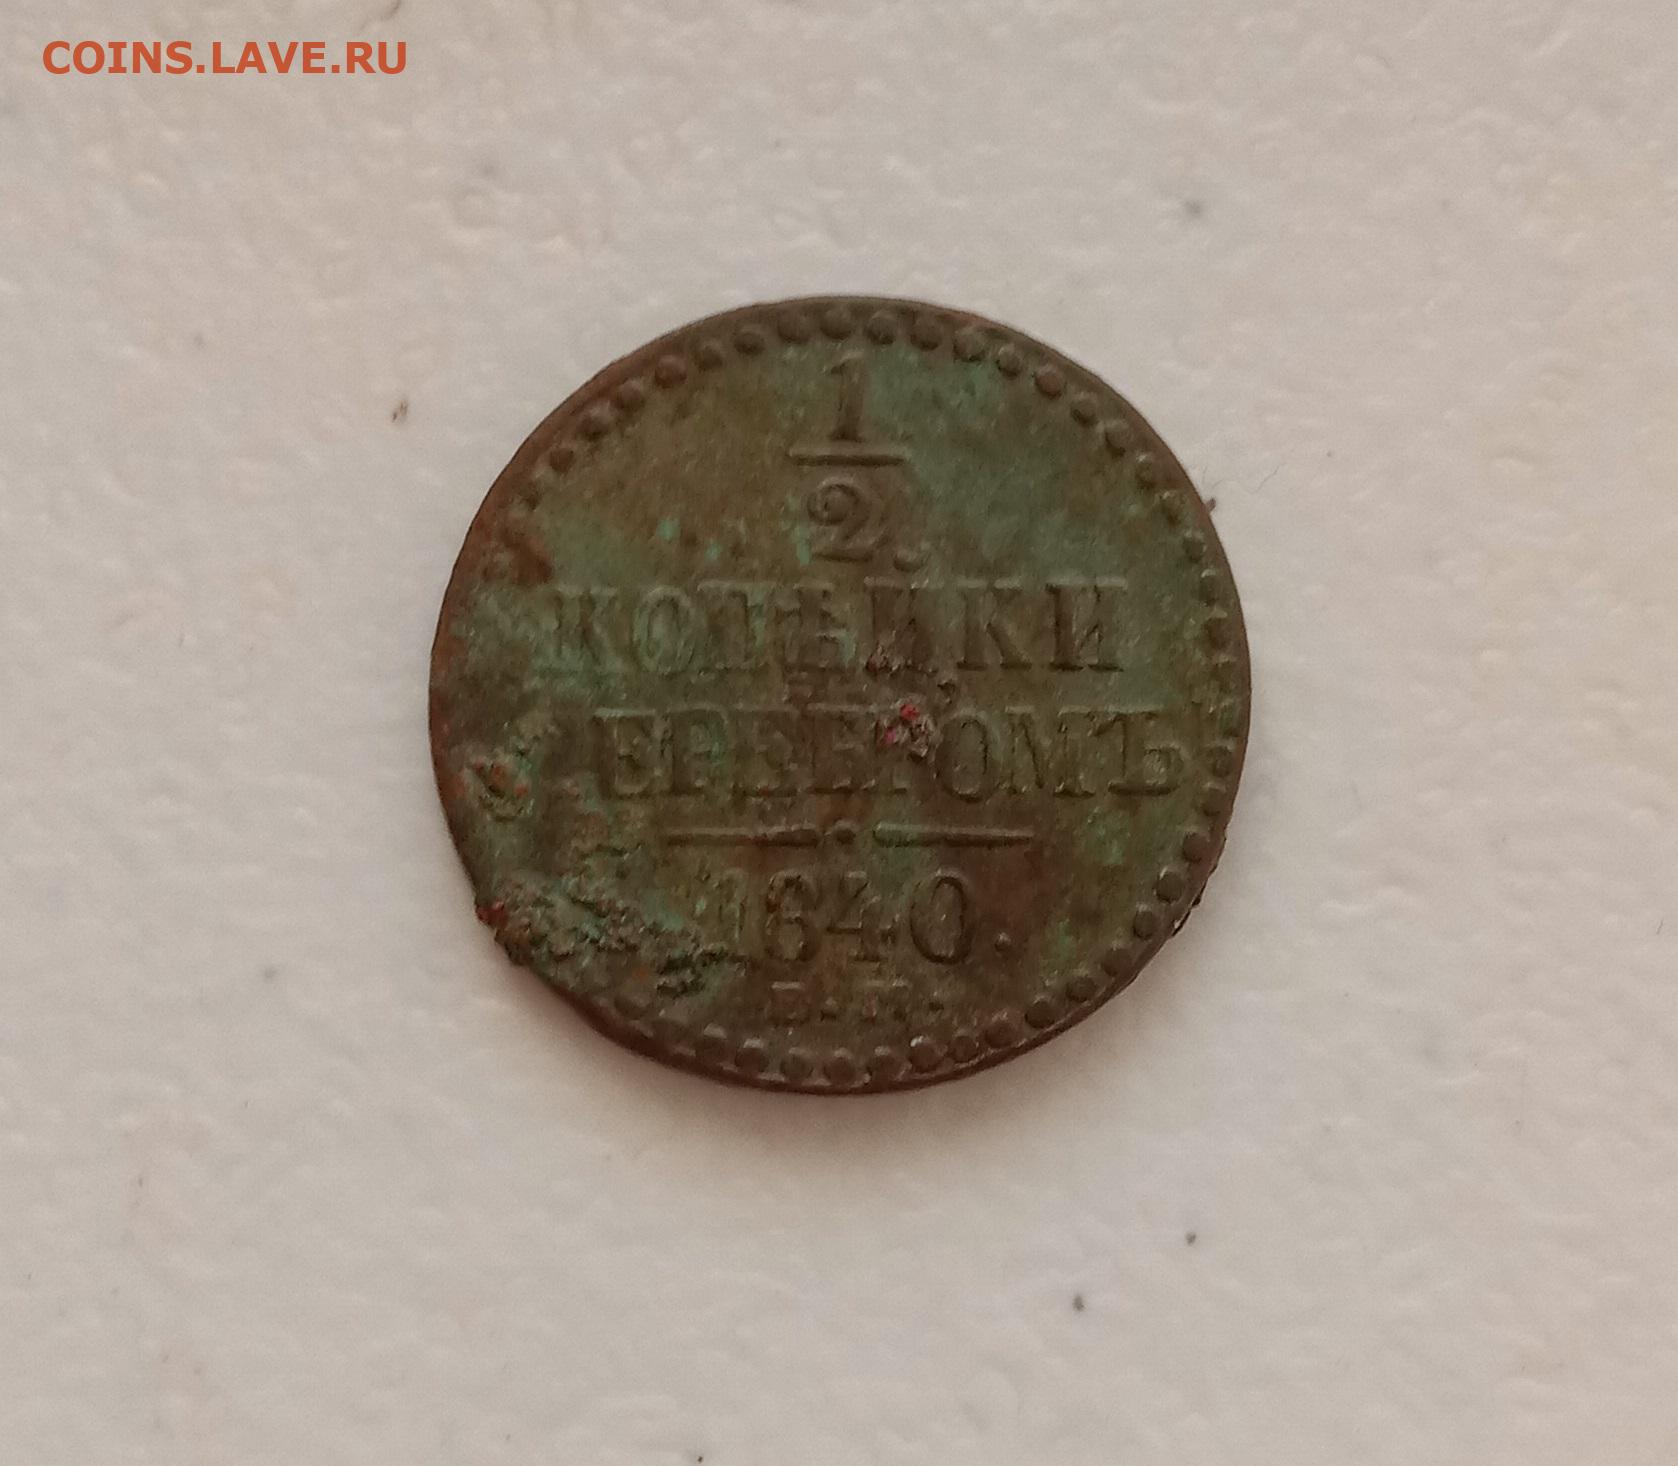 COINS.LAVE.RU
1
2
КОПѢЙКИ
СЕРЕБРОМЪ
1840.
Е.М.